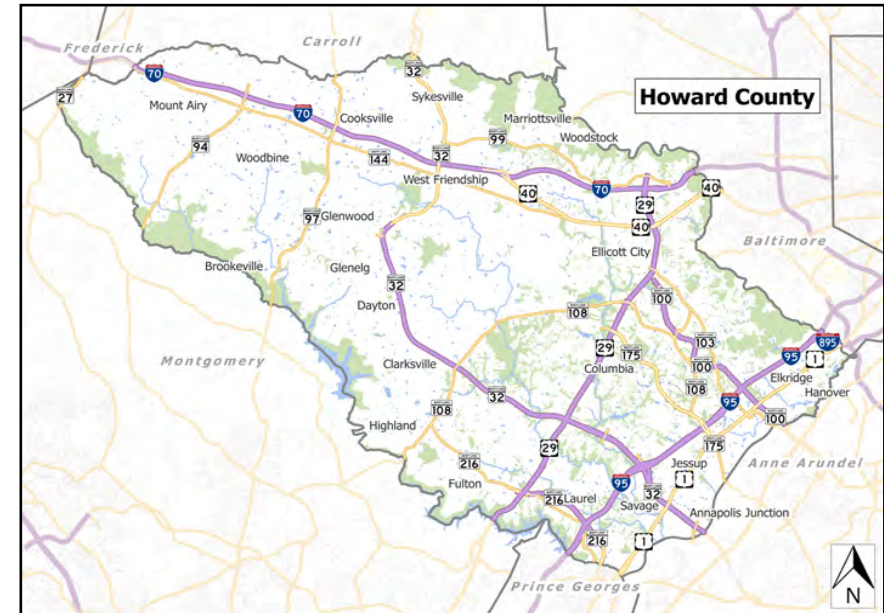 Frederick
Carroll
Howard County
70
32
27
Mount Airy
Sykesville
Marriottsville
70
Cooksville
Woodstock
99
94
Woodbine
144
32
West Friendship
40
70
40
29
97
Glenwood
40
Baltimore
Ellicott City
Brookeville
Glenelg
32
100
Dayton
108
103
895
Montgomery
29
175
95
1
Clarksville
Columbia
100
Elkridge
108
32
95
Hanover
108
100
Highland
29
175
216
Jessup
Anne Arundel
Fulton
95
1
216
Laurel
32
Savage
Annapolis Junction
216
1
Prince Georges
N